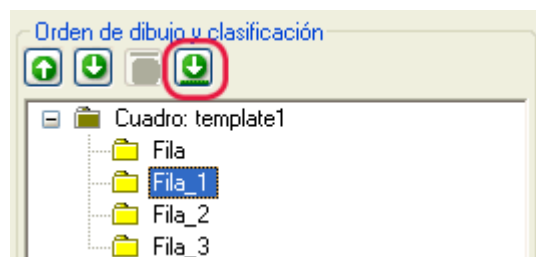 Orden de dibujo y clasificación
Cuadro: template1
Fila
Fila_1
Fila_2
Fila_3